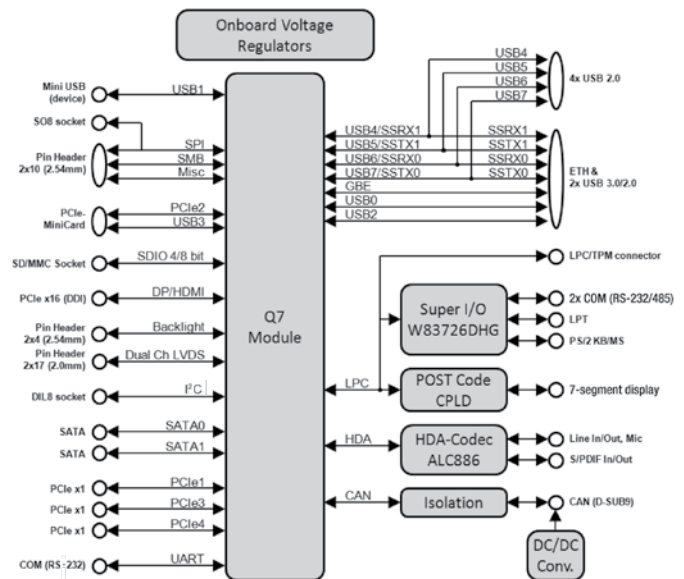 Onboard Voltage
Regulators
Mini USB
(device)
USB1
SO8 socket
Pin Header
2x10 (2.54mm)
SPI
SMB
Misc
PCIe-
MiniCard
PCIe2
USB3
SD/MMC Socket
SDIO 4/8 bit
PCIe x16 (DDI)
DP/HDMI
Pin Header
2x4 (2.54mm)
Backlight
Pin Header
2x17 (2.0mm)
Dual Ch LVDS
DIL8 socket
I²C
SATA
SATA0
SATA
SATA1
PCIe x1
PCIe1
PCIe x1
PCIe3
PCIe x1
PCIe4
COM (RS-232)
UART
Q7
Module
USB4
USB5
USB6
USB7
4x USB 2.0
USB4/SSRX1
SSRX1
USB5/SSTX1
SSTX1
USB6/SSRX0
SSRX0
USB7/SSTX0
SSTX0
GBE
USB0
USB2
ETH &
2x USB 3.0/2.0
LPC/TPM connector
Super I/O
W83726DHG
2x COM (RS-232/485)
LPT
PS/2 KB/MS
LPC
POST Code
CPLD
7-segment display
HDA
HDA-Codec
ALC886
Line In/Out, Mic
S/PDIF In/Out
CAN
Isolation
CAN (D-SUB9)
DC/DC
Conv.